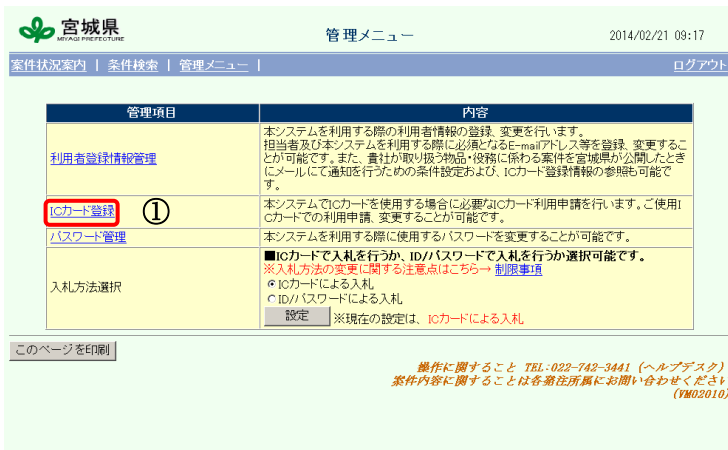 宮城県
MIYAGI PREFECTURE
管理メニュー
2014/02/21 09:17
案件状況案内 | 条件検索 | 管理メニュー |
ログアウト
管理項目
内容
利用者登録情報管理
本システムを利用する際の利用者情報の登録、変更を行います。
担当者及び本システムを利用する際に必須となるE-mailアドレス等を登録、変更するこ
とが可能です。また、貴社が取り扱う物品・役務に係わる案件を宮城県が公開したとき
にメールにて通知を行うための条件設定および、ICカード登録情報の参照も可能で
す。
ICカード登録
①
本システムでICカードを使用する場合に必要なICカード利用申請を行います。ご使用I
Cカードでの利用申請、変更することが可能です。
パスワード管理
本システムを利用する際に使用するパスワードを変更することが可能です。
入札方法選択
■ICカードで入札を行うか、ID/パスワードで入札を行うか選択可能です。
※入札方法の変更に関する注意点はこちら→ 制限事項
ICカードによる入札
ID/パスワードによる入札
設定 ※現在の設定は、ICカードによる入札
このページを印刷
操作に関すること TEL:022-742-3441 (ヘルプデスク)
案件内容に関することは各発注所属にお問い合わせください
(VM02010)